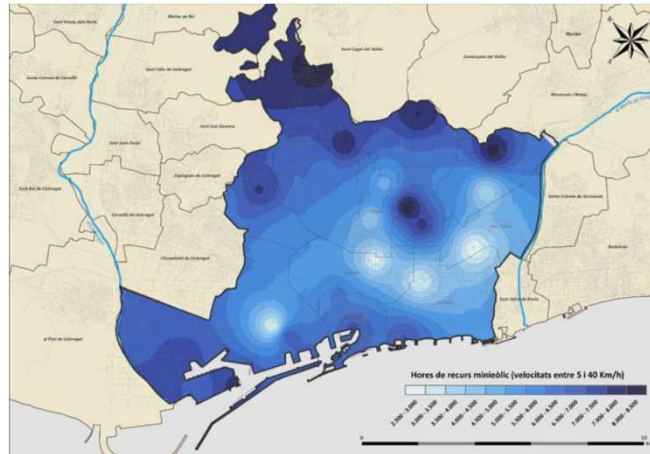 Sant Vicenç dels Horts
Molins de Rei
Sant Cugat del Vallès
Cerdanyola del Vallès
Ripollet
Santa Coloma de Cervelló
Sant Feliu de Llobregat
Montcada i Reixac
Sant Just Desvern
Sant Joan Despí
Esplugues de Llobregat
Sant Boi de Llobregat
Santa Coloma de Gramenet
Cornellà de Llobregat
Badalona
l'Hospitalet de Llobregat
Sant Adrià de Besòs
el Prat de Llobregat
Hores de recurs minieòlic (velocitats entre 5 i 40 Km/h)
2.500 - 3.000
3.000 - 3.500
3.500 - 4.000
4.000 - 4.500
4.500 - 5.000
5.000 - 5.500
5.500 - 6.000
6.000 - 6.500
6.500 - 7.000
7.000 - 7.500
7.500 - 8.000
8.000 - 8.500